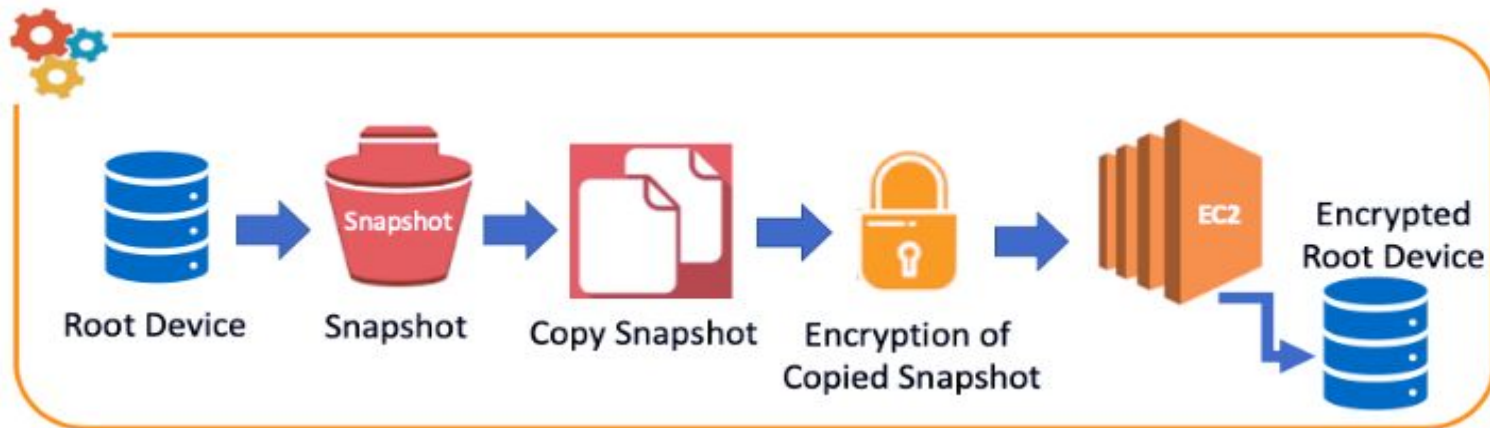 Snapshot
EC2
Encrypted
Root Device
Root Device
Snapshot
Copy Snapshot
Encryption of
Copied Snapshot